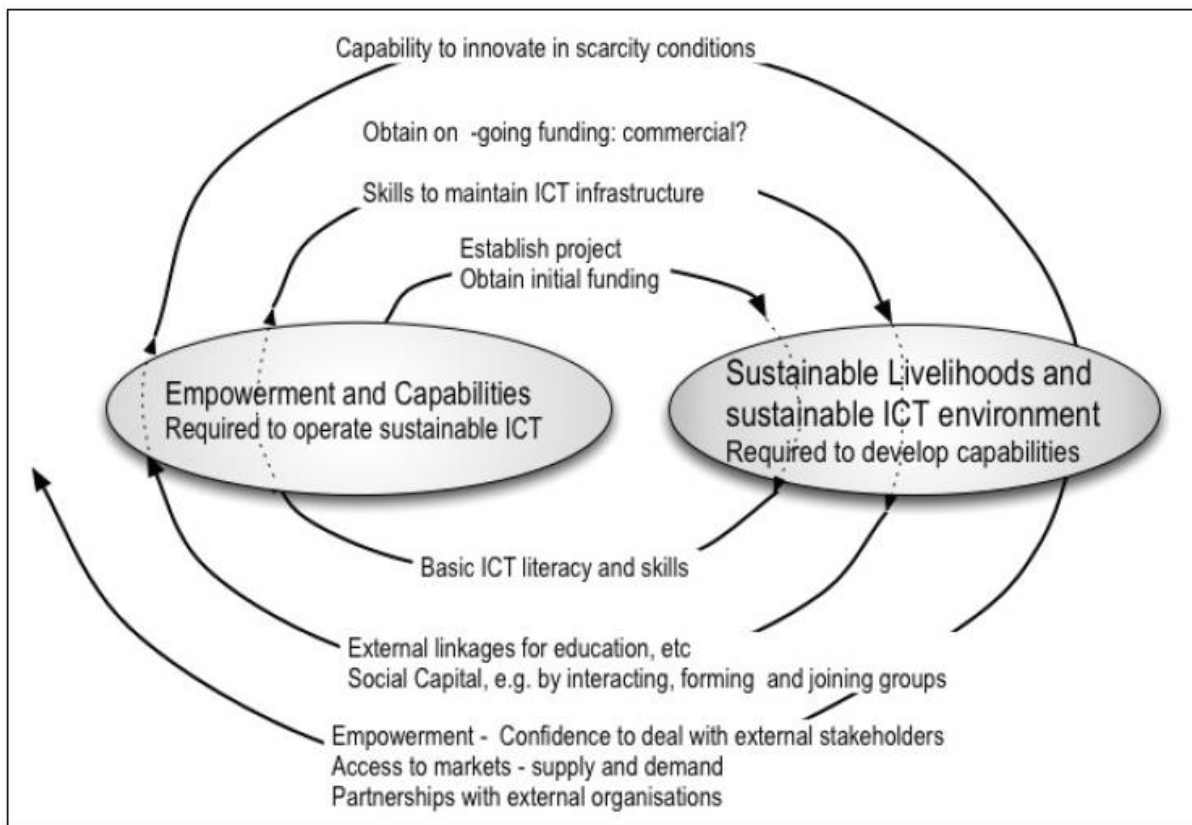 Capability to innovate in scarcity conditions
Obtain on -going funding: commercial?
Skills to maintain ICT infrastructure
Establish project
Obtain initial funding
Empowerment and Capabilities
Required to operate sustainable ICT
Sustainable Livelihoods and
sustainable ICT environment
Required to develop capabilities
Basic ICT literacy and skills
External linkages for education, etc
Social Capital, e.g. by interacting, forming and joining groups
Empowerment - Confidence to deal with external stakeholders
Access to markets - supply and demand
Partnerships with external organisations